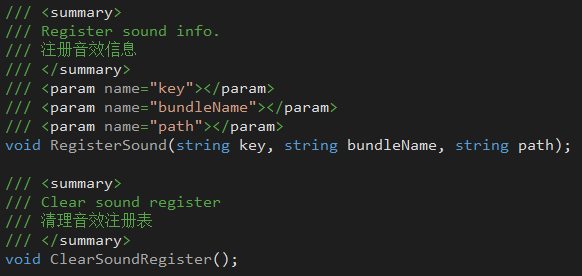 /// <summary>
/// Register sound info.
/// 注册音效信息
/// </summary>
/// <param name="key"></param>
/// <param name="bundleName"></param>
/// <param name="path"></param>
void RegisterSound(string key, string bundleName, string path);
/// <summary>
/// Clear sound register
/// 清理音效注册表
/// </summary>
void ClearSoundRegister();